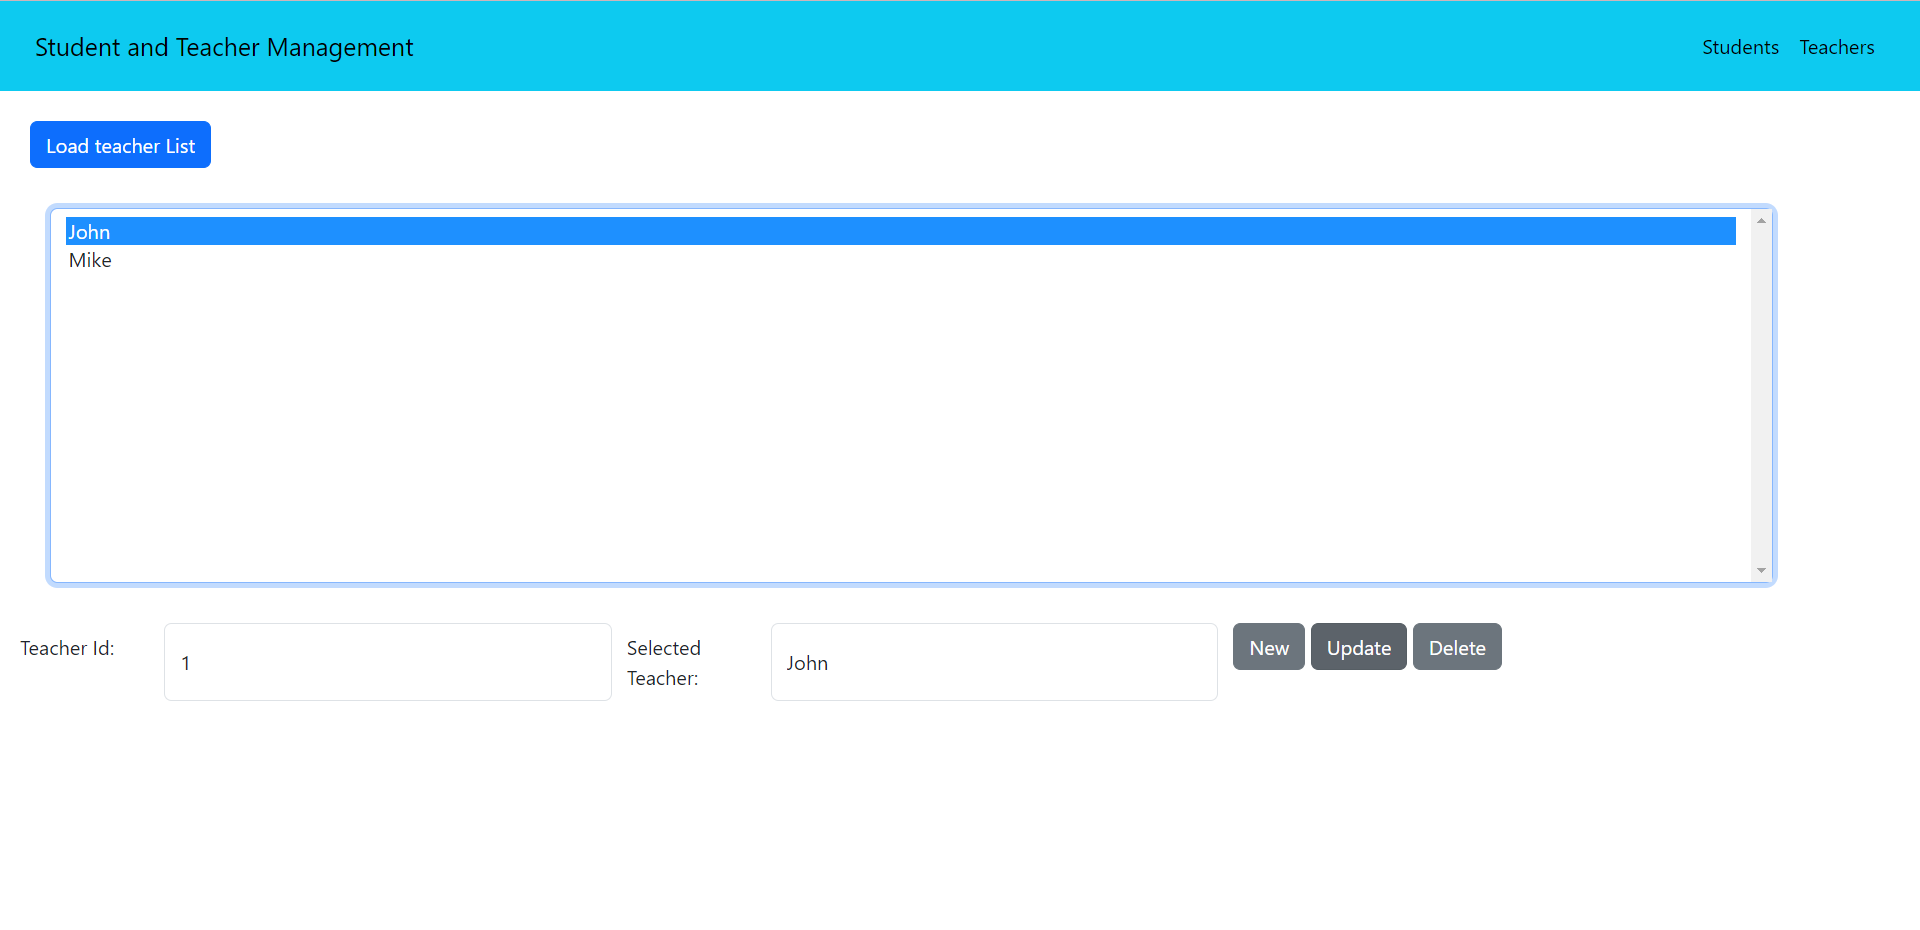 Student and Teacher Management
Students Teachers
Load teacher List
John
Mike
Teacher Id:
1
Selected
Teacher:
John
New Update Delete